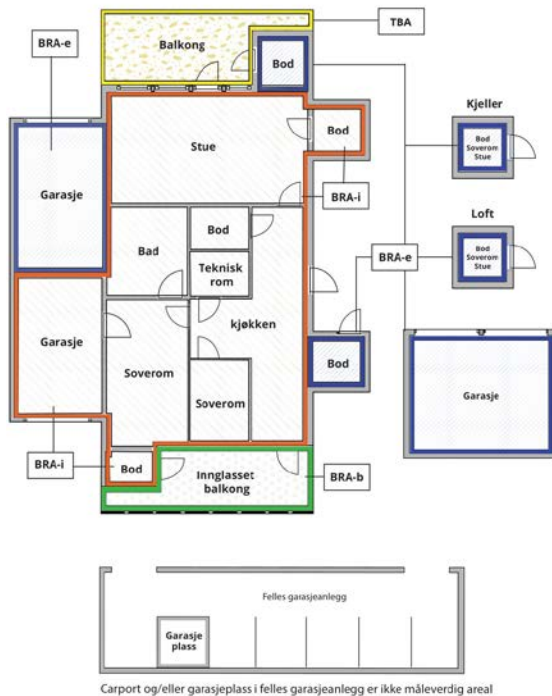 TBA
BRA-e
Balkong
Bod
Kjeller
Bod
Stue
Bod
Soverom
Stue
Garasje
BRA-i
Loft
Bod
Bad
Teknisk
rom
BRA-e
Bod
Soverom
Stue
Garasje
kjøkken
Bod
Soverom
Soverom
Garasje
BRA-i
Bod
Innglasset
balkong
BRA-b
Felles garasjeanlegg
Garasje
plass
Carport og/eller garasjeplass i felles garasjeanlegg er ikke måleverdig areal